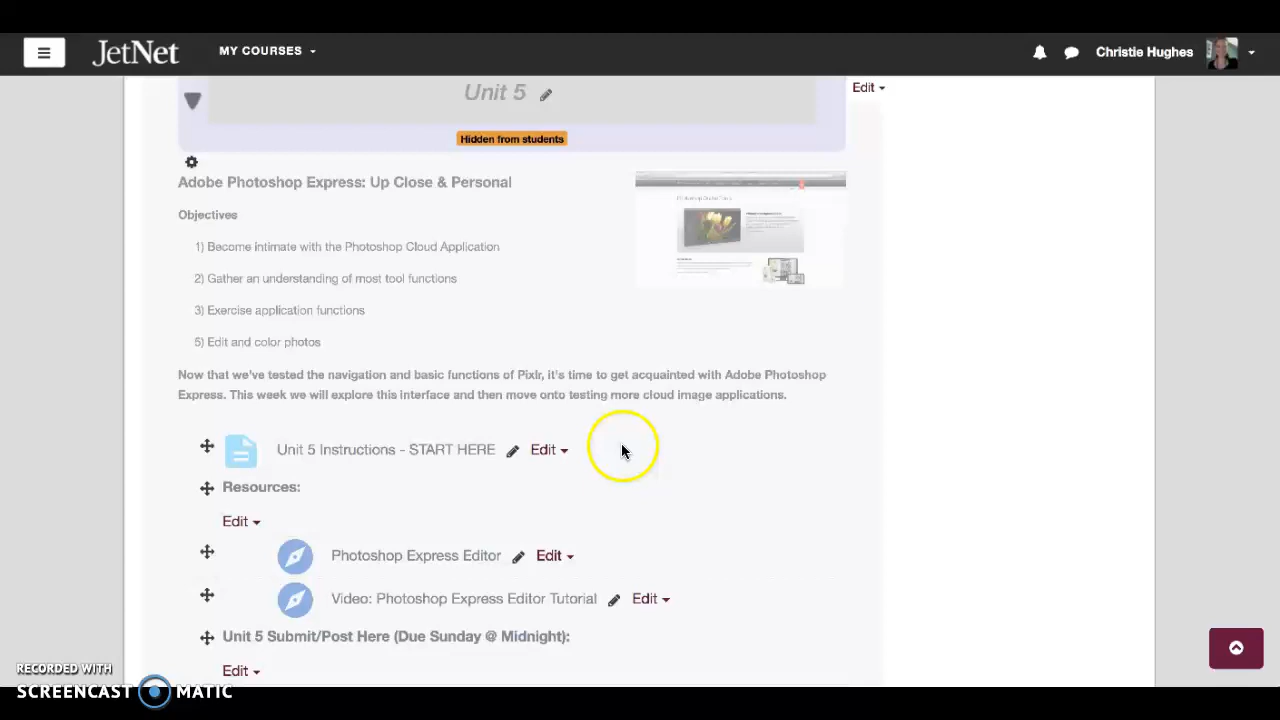 JetNet MY COURSES Christie Hughes
Unit 5 Edit
Hidden from students
Adobe Photoshop Express: Up Close & Personal
Objectives
1) Become intimate with the Photoshop Cloud Application
2) Gather an understanding of most tool functions
3) Exercise application functions
5) Edit and color photos
Now that we've tested the navigation and basic functions of Pixlr, it's time to get acquainted with Adobe Photoshop
Express. This week we will explore this interface and then move onto testing more cloud image applications.
Unit 5 Instructions - START HERE Edit
Resources:
Edit
Photoshop Express Editor Edit
Video: Photoshop Express Editor Tutorial Edit
Unit 5 Submit/Post Here (Due Sunday @ Midnight):
Edit
RECORDED WITH
SCREENCAST MATIC